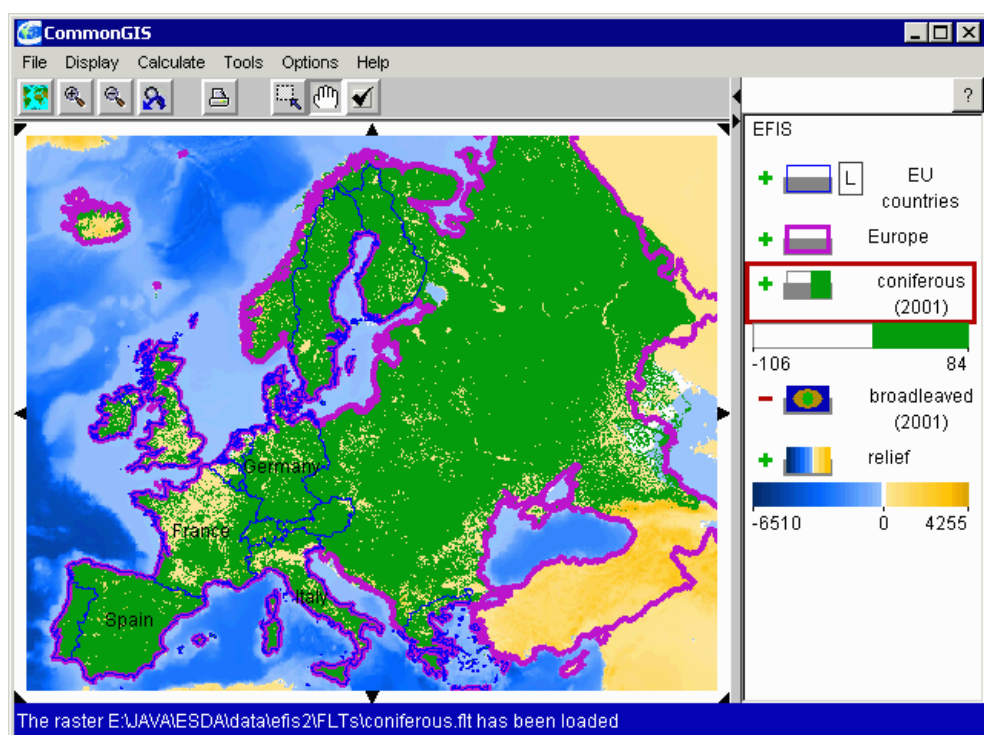 CommonGIS
File Display Calculate Tools Options Help
?
EFIS
L
EU
countries
Europe
coniferous
(2001)
-106 84
broadleaved
(2001)
relief
-6510 0 4255
Germany
France
Italy
Spain
The raster E:\JAVA\ESDA\data\efis2\FLTs\coniferous.flt has been loaded